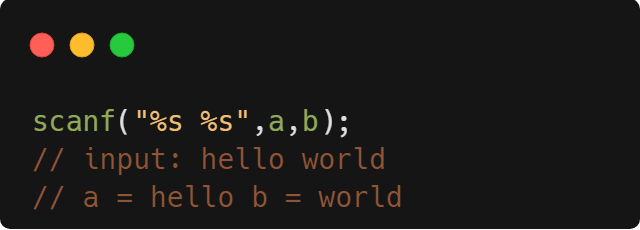 scanf("%s %s",a,b);
// input: hello world
// a = hello b = world